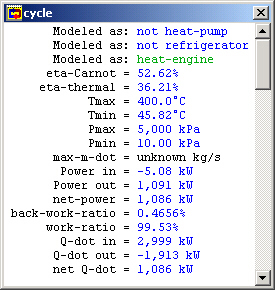 cycle
Modeled as: not heat-pump
Modeled as: not refrigerator
Modeled as: heat-engine
eta-Carnot = 52.62%
eta-thermal = 36.21%
Tmax = 400.0°C
Tmin = 45.82°C
Pmax = 5,000 kPa
Pmin = 10.00 kPa
max-m-dot = unknown kg/s
Power in = -5.08 kW
Power out = 1,091 kW
net-power = 1,086 kW
back-work-ratio = 0.4656%
work-ratio = 99.53%
Q-dot in = 2,999 kW
Q-dot out = -1,913 kW
net Q-dot = 1,086 kW